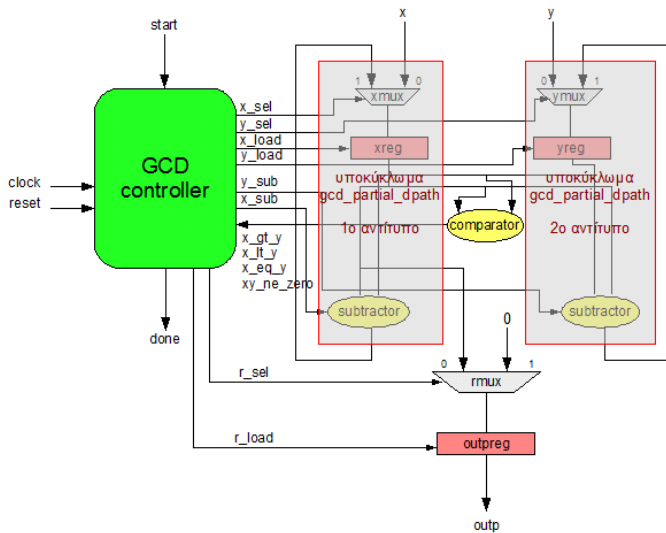 start
x
y
1
0
0
1
xmux
ymux
x_sel
y_sel
x_load
y_load
xreg
yreg
GCD
controller
clock
reset
y_sub
x_sub
υποκύκλωμα
gcd_partial_dpath
1ο αντίτυπο
υποκύκλωμα
gcd_partial_dpath
2ο αντίτυπο
comparator
x_gt_y
x_lt_y
x_eq_y
xy_ne_zero
subtractor
subtractor
done
0
0
1
r_sel
rmux
r_load
outpreg
outp